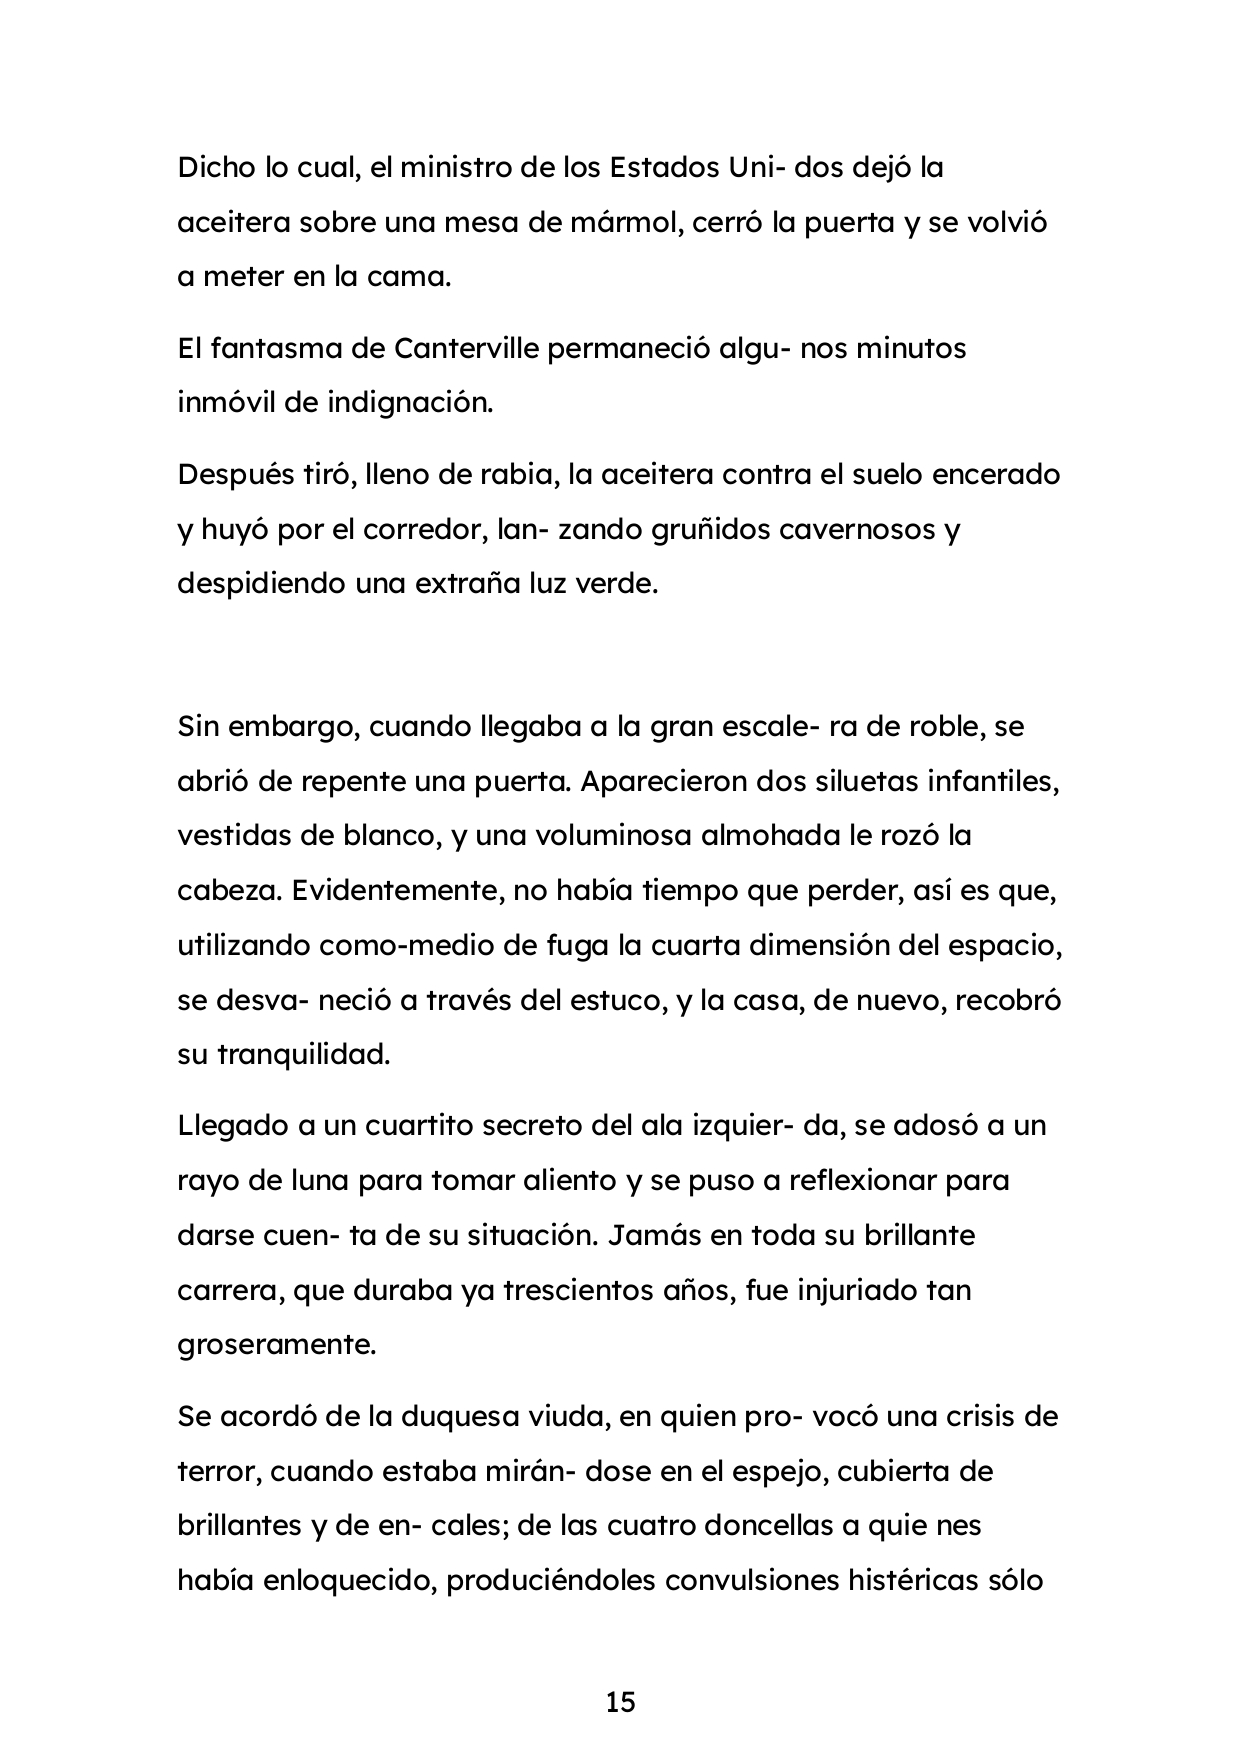 Dicho lo cual, el ministro de los Estados Uni- dos dejó la
aceitera sobre una mesa de mármol, cerró la puerta y se volvió
a meter en la cama.
El fantasma de Canterville permaneció algu- nos minutos
inmóvil de indignación.
Después tiró, lleno de rabia, la aceitera contra el suelo encerado
y huyó por el corredor, lan- zando gruñidos cavernosos y
despidiendo una extraña luz verde.
Sin embargo, cuando llegaba a la gran escale- ra de roble, se
abrió de repente una puerta. Aparecieron dos siluetas infantiles,
vestidas de blanco, y una voluminosa almohada le rozó la
cabeza. Evidentemente, no había tiempo que perder, así es que,
utilizando como-medio de fuga la cuarta dimensión del espacio,
se desva- neció a través del estuco, y la casa, de nuevo, recobró
su tranquilidad.
Llegado a un cuartito secreto del ala izquier- da, se adosó a un
rayo de luna para tomar aliento y se puso a reflexionar para
darse cuen- ta de su situación. Jamás en toda su brillante
carrera, que duraba ya trescientos años, fue injuriado tan
groseramente.
Se acordó de la duquesa viuda, en quien pro- vocó una crisis de
terror, cuando estaba mirán- dose en el espejo, cubierta de
brillantes y de en- cales; de las cuatro doncellas a quie nes
había enloquecido, produciéndoles convulsiones histéricas sólo
15